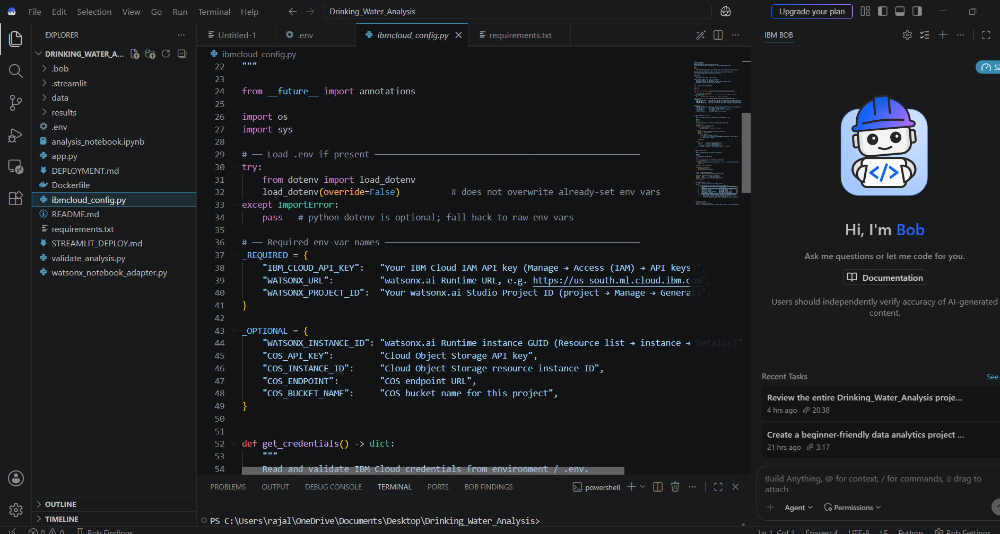 File Edit Selection View Go Run Terminal Help
Drinking_Water_Analysis
Upgrade your plan
EXPLORER
DRINKING_WATER_A...
.bob
.streamlit
data
results
.env
analysis_notebook.ipynb
app.py
DEPLOYMENT.md
Dockerfile
ibmcloud_config.py
README.md
requirements.txt
STREAMLIT_DEPLOY.md
validate_analysis.py
watsonx_notebook_adapter.py
OUTLINE
TIMELINE
Untitled-1 .env ibmcloud_config.py requirements.txt
ibmcloud_config.py
22 """
23
24 from __future__ import annotations
25
26 import os
27 import sys
28
29 # ── Load .env if present ──
30 try:
31 from dotenv import load_dotenv
32 load_dotenv(override=False) # does not overwrite already-set env vars
33 except ImportError:
34 pass # python-dotenv is optional; fall back to raw env vars
35
36 # ── Required env-var names ──
37 _REQUIRED = {
38 "IBM_CLOUD_API_KEY": "Your IBM Cloud IAM API key (Manage → Access (IAM) → API keys)",
39 "WATSONX_URL": "watsonx.ai Runtime URL, e.g. https://us-south.ml.cloud.ibm.com",
40 "WATSONX_PROJECT_ID": "Your watsonx.ai Studio Project ID (project → Manage → General)",
41 }
42
43 _OPTIONAL = {
44 "WATSONX_INSTANCE_ID": "watsonx.ai Runtime instance GUID (Resource list → instance → Details)"
45 "COS_API_KEY": "Cloud Object Storage API key",
46 "COS_INSTANCE_ID": "Cloud Object Storage resource instance ID",
47 "COS_ENDPOINT": "COS endpoint URL",
48 "COS_BUCKET_NAME": "COS bucket name for this project",
49 }
50
51
52 def get_credentials() -> dict:
53 """
54 Read and validate IBM Cloud credentials from environment / .env.
PROBLEMS OUTPUT DEBUG CONSOLE TERMINAL PORTS BOB FINDINGS
powershell
PS C:\Users\rajal\OneDrive\Documents\Desktop\Drinking_Water_Analysis>
IBM BOB
52
Hi, I'm Bob
Ask me questions or let me code for you.
Documentation
Users should independently verify accuracy of AI-generated
content.
Recent Tasks
See
Review the entire Drinking_Water_Analysis proje...
4 hrs ago 20.38
Create a beginner-friendly data analytics project ...
21 hrs ago 3.17
Build Anything, @ for context, / for commands, ⇧ drag to
attach
Agent Permissions
0 0 Bob Findings
Ln 1, Col 1 Spaces: 4 UTF-8 LF Python Bob Settings